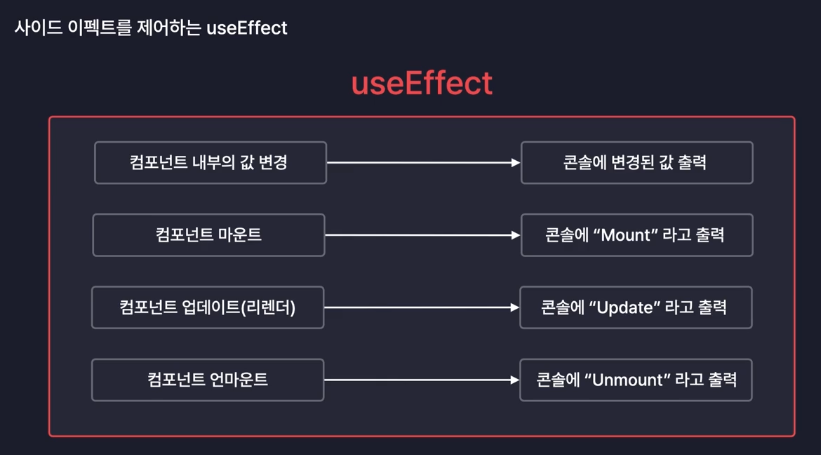 사이드 이펙트를 제어하는 useEffect
useEffect
컴포넌트 내부의 값 변경
콘솔에 변경된 값 출력
컴포넌트 마운트
콘솔에 “Mount” 라고 출력
컴포넌트 업데이트(리렌더)
콘솔에 “Update” 라고 출력
컴포넌트 언마운트
콘솔에 “Unmount” 라고 출력